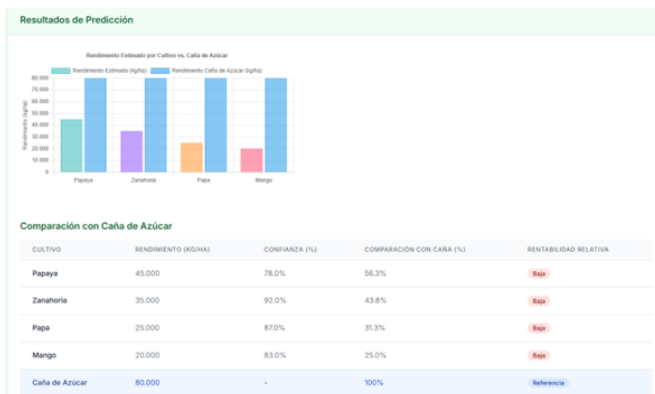 Resultados de Predicción
Rendimiento Estimado por Cultivo vs. Caña de Azúcar
Rendimiento Estimado (kg/ha) Rendimiento Caña de Azúcar (kg/ha)
Rendimiento (kg/ha)
80.000
70.000
60.000
50.000
40.000
30.000
20.000
10.000
0
Papaya Zanahoria Papa Mango
Comparación con Caña de Azúcar
CULTIVO RENDIMIENTO (KG/HA) CONFIANZA (%) COMPARACIÓN CON CAÑA (%) RENTABILIDAD RELATIVA
Papaya 45.000 78.0% 56.3% Baja
Zanahoria 35.000 92.0% 43.8% Baja
Papa 25.000 87.0% 31.3% Baja
Mango 20.000 83.0% 25.0% Baja
Caña de Azúcar 80.000 - 100% Referencia